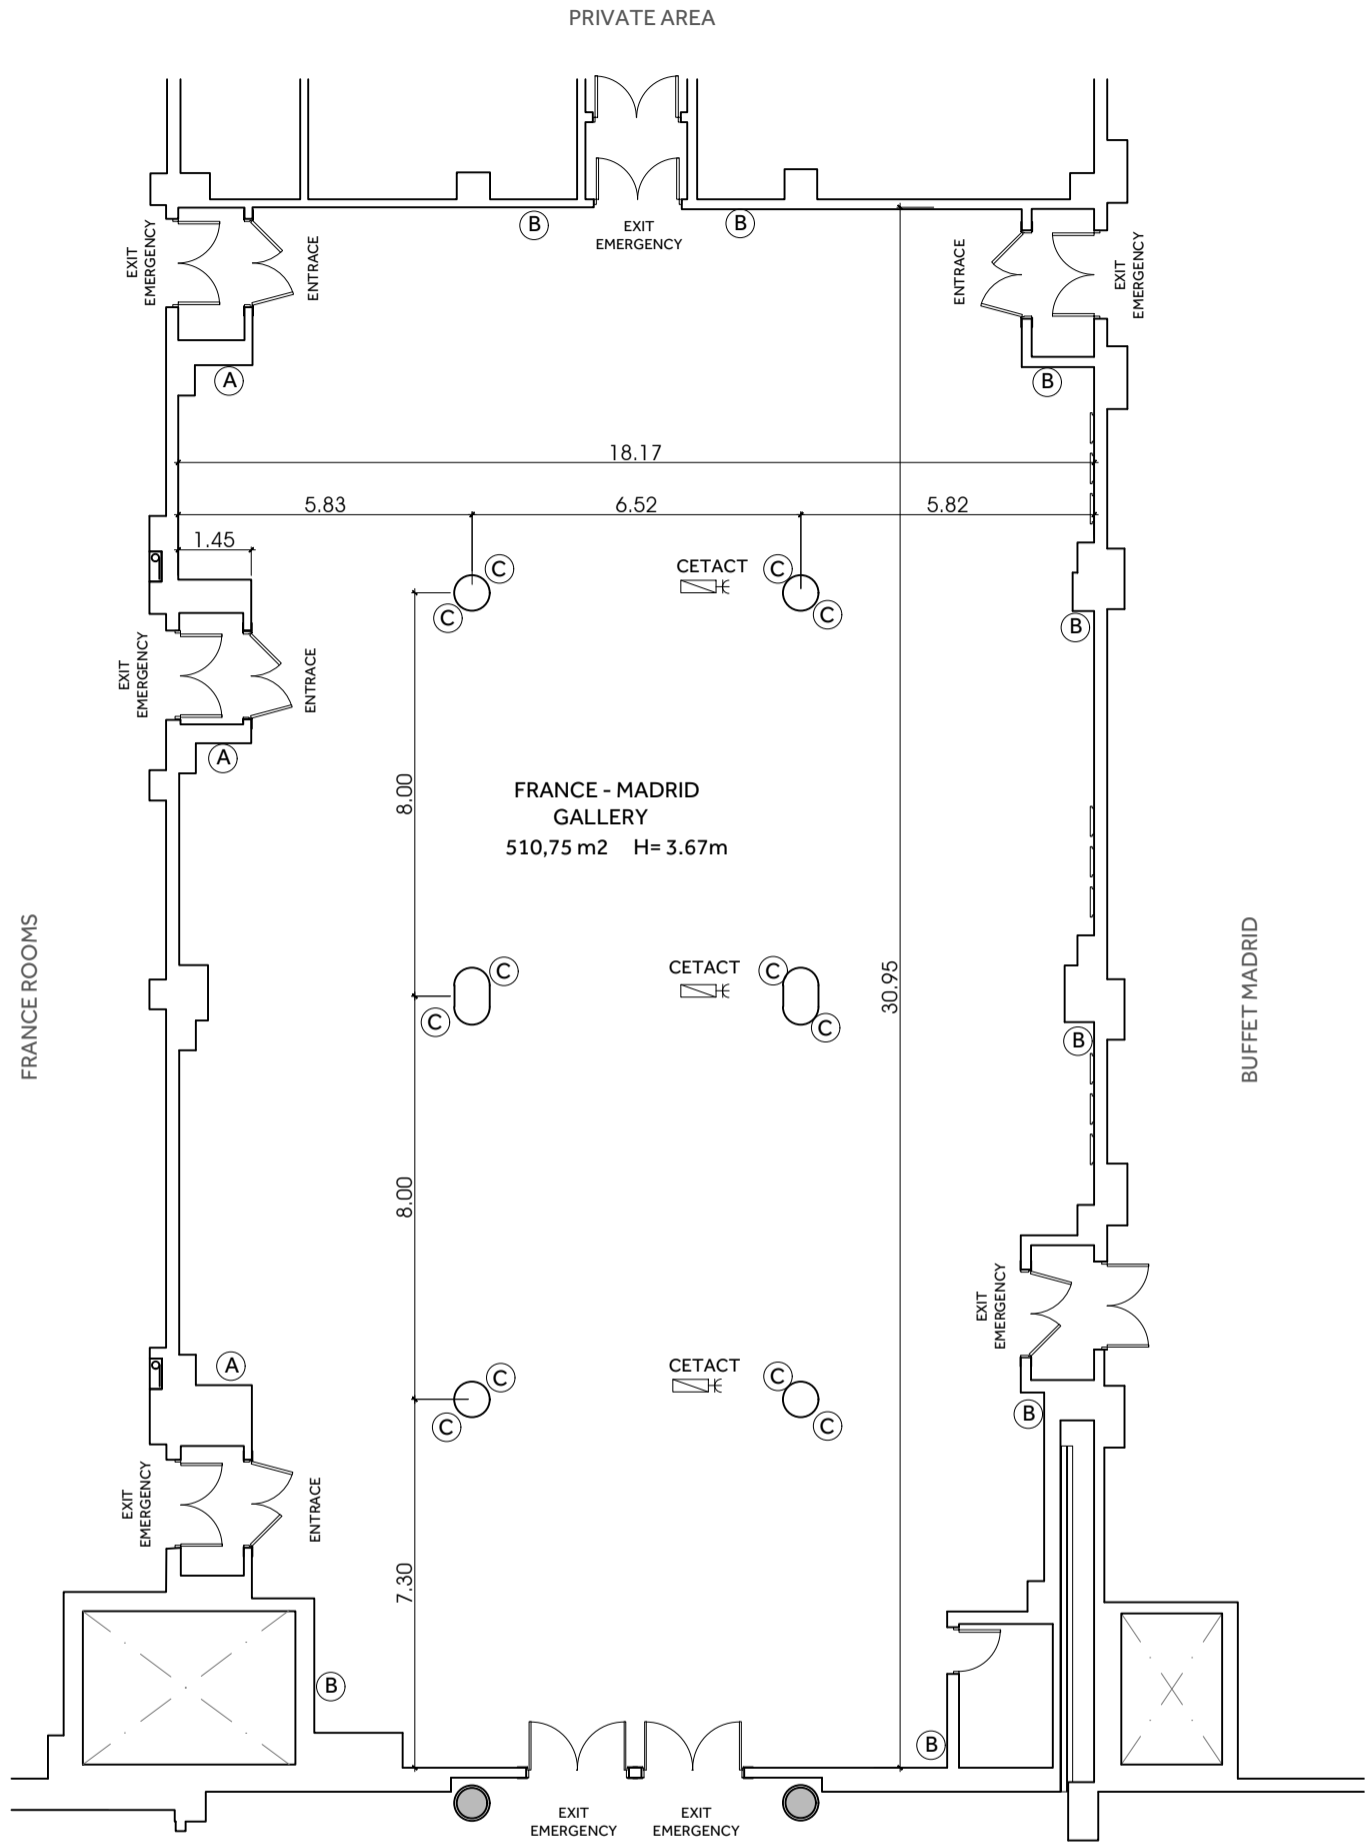 PRIVATE AREA
B
B
EXIT
EMERGENCY
EXIT
EMERGENCY
ENTRACE
ENTRACE
EXIT
EMERGENCY
A
B
18.17
5.83
6.52
5.82
1.45
C
CETACT
C
C
C
B
EXIT
EMERGENCY
ENTRACE
A
8.00
FRANCE - MADRID
GALLERY
510,75 m2 H= 3.67m
FRANCE ROOMS
BUFFET MADRID
C
CETACT
C
30.95
C
C
B
8.00
EXIT
EMERGENCY
A
C
CETACT
C
C
C
B
EXIT
EMERGENCY
ENTRACE
7.30
B
B
EXIT
EMERGENCY
EXIT
EMERGENCY